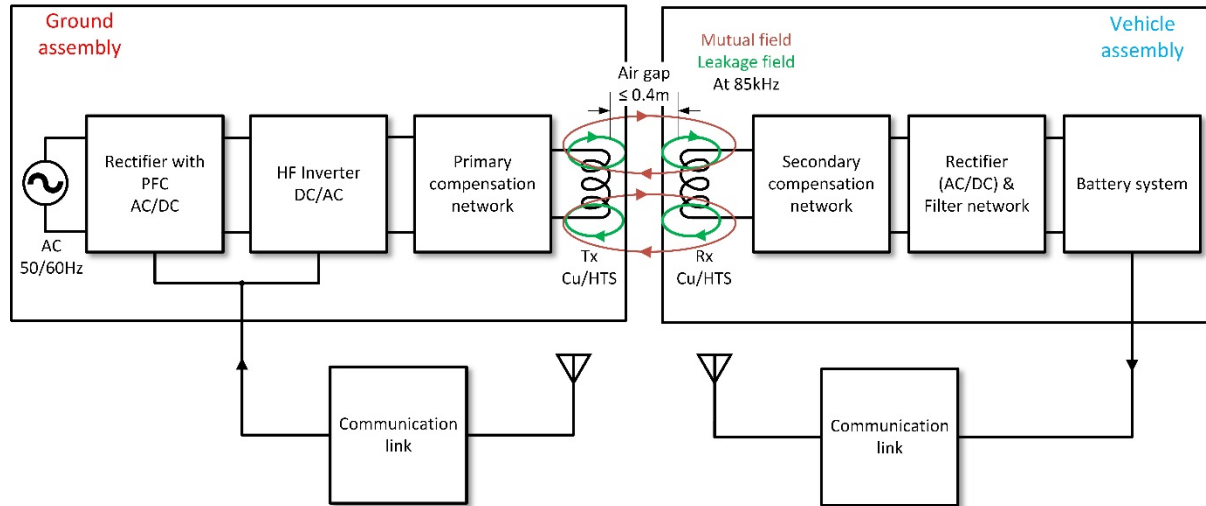 Ground
assembly
Vehicle
assembly
Mutual field
Leakage field
At 85kHz
Air gap
≤ 0.4m
Rectifier with
PFC
AC/DC
HF Inverter
DC/AC
Primary
compensation
network
Secondary
compensation
network
Rectifier
(AC/DC) &
Filter network
Battery system
AC
50/60Hz
Tx
Cu/HTS
Rx
Cu/HTS
Communication
link
Communication
link